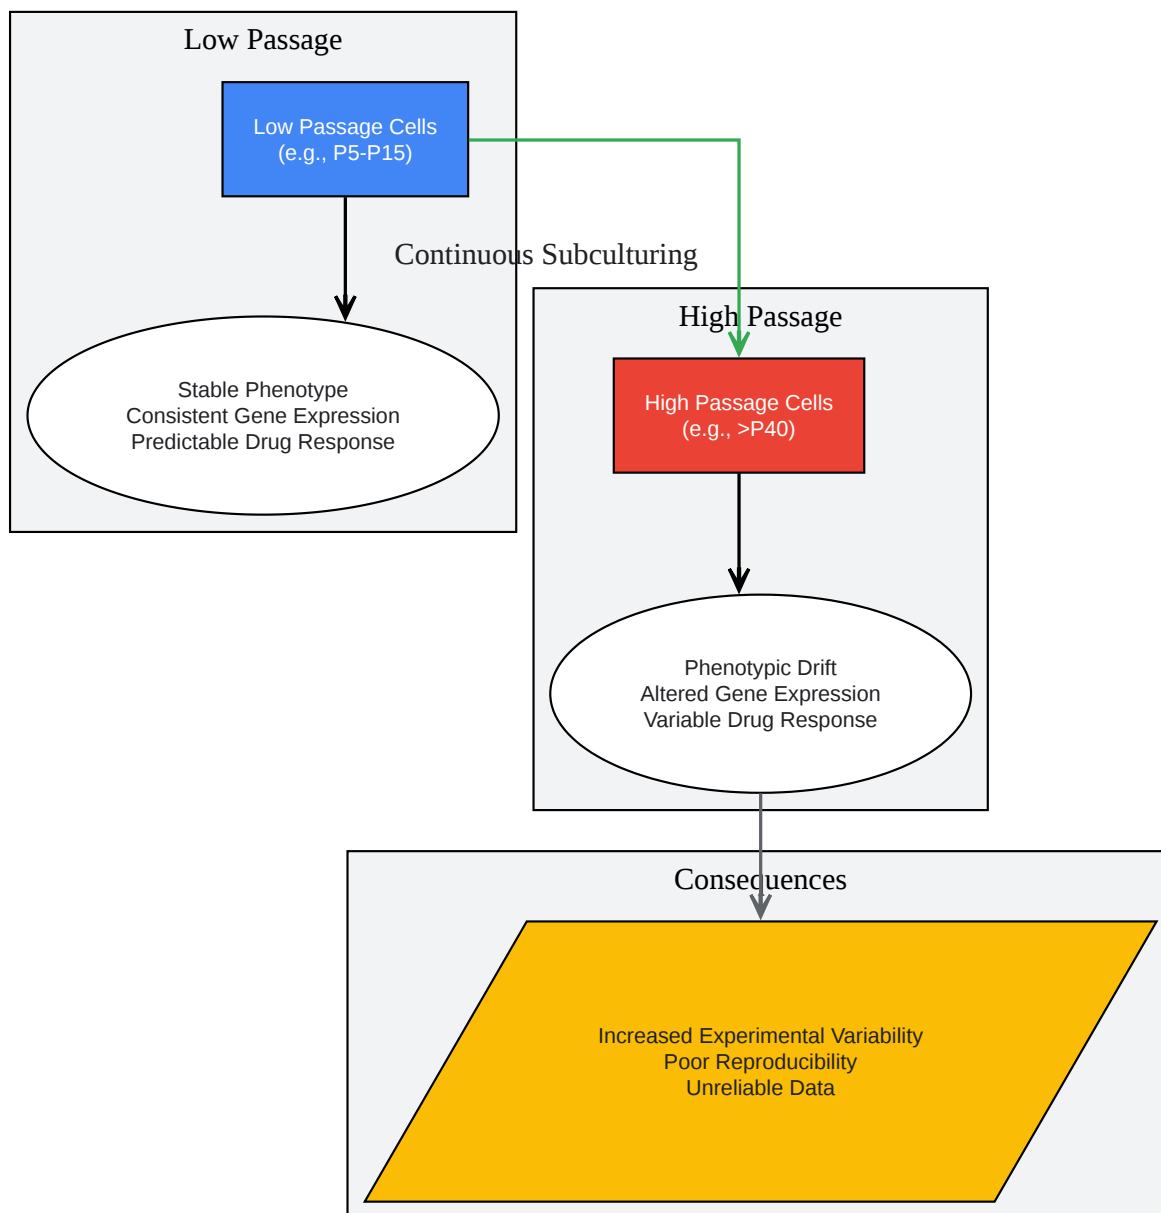 Low Passage
Low Passage Cells
(e.g., P5-P15)
Continuous Subculturing
Stable Phenotype
Consistent Gene Expression
Predictable Drug Response
High Passage
High Passage Cells
(e.g., >P40)
Phenotypic Drift
Altered Gene Expression
Variable Drug Response
Consequences
Increased Experimental Variability
Poor Reproducibility
Unreliable Data